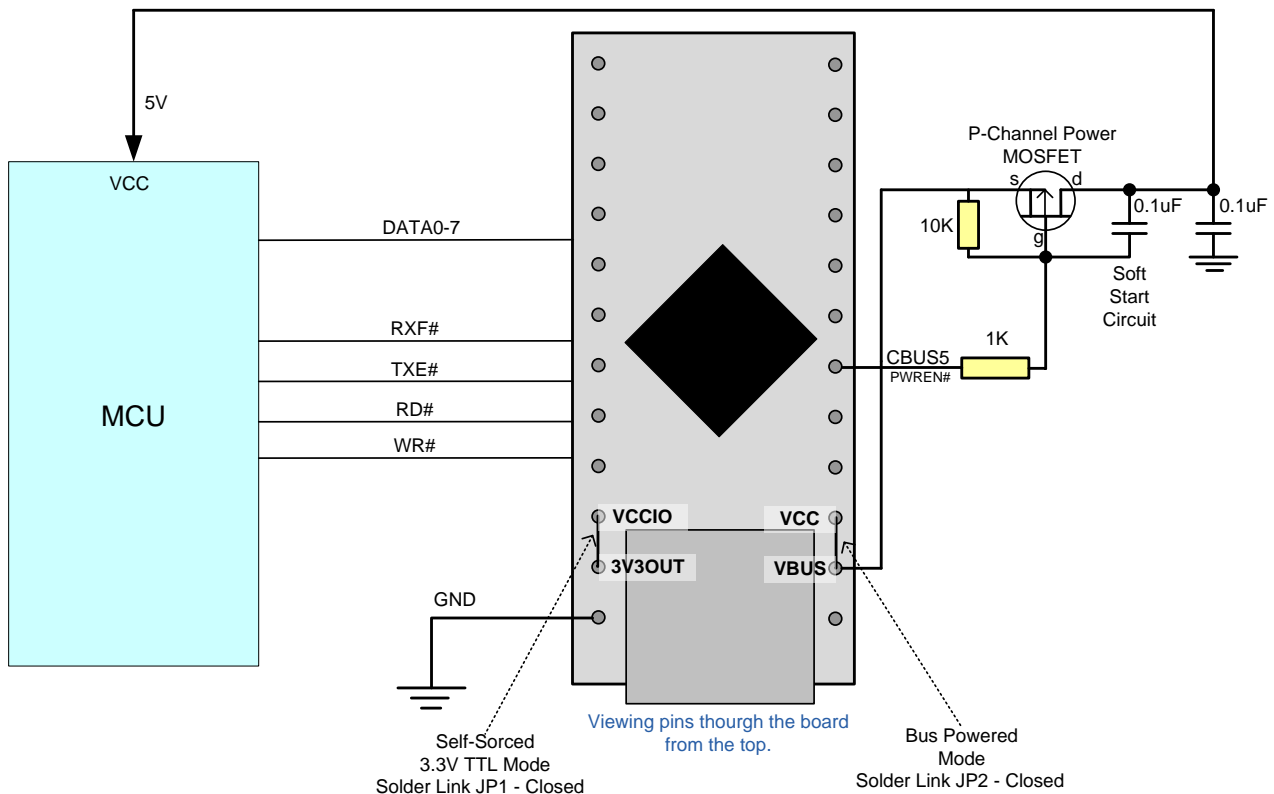 5V
VCC
MCU
DATA0-7
RXF#
TXE#
RD#
WR#
P-Channel Power
MOSFET
s
d
g
10K
0.1uF
0.1uF
Soft
Start
Circuit
1K
CBUS5
PWREN#
VCCIO
VCC
3V3OUT
VBUS
GND
Viewing pins thourgh the board
from the top.
Self-Sorced
3.3V TTL Mode
Solder Link JP1 - Closed
Bus Powered
Mode
Solder Link JP2 - Closed